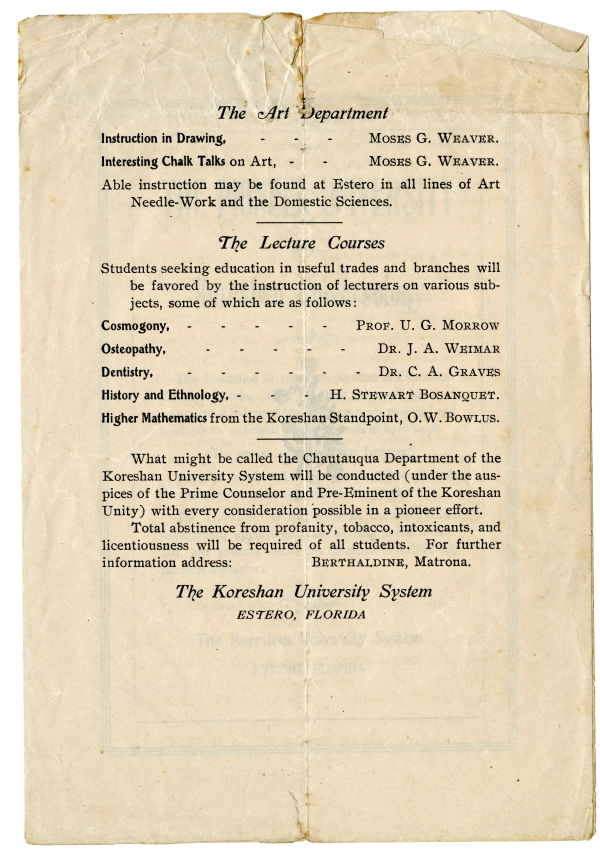 The Art Department
Instruction in Drawing, - - - MOSES G. WEAVER.
Interesting Chalk Talks on Art, - - MOSES G. WEAVER.
Able instruction may be found at Estero in all lines of Art
Needle-Work and the Domestic Sciences.
The Lecture Courses
Students seeking education in useful trades and branches will
be favored by the instruction of lecturers on various sub-
jects, some of which are as follows:
Cosmogony, - - - - - PROF. U. G. MORROW
Osteopathy, - - - - - DR. J. A. WEIMAR
Dentistry, - - - - - - DR. C. A. GRAVES
History and Ethnology, - - - H. STEWART BOSANQUET.
Higher Mathematics from the Koreshan Standpoint, O. W. BOWLUS.
What might be called the Chautauqua Department of the
Koreshan University System will be conducted (under the aus-
pices of the Prime Counselor and Pre-Eminent of the Koreshan
Unity) with every consideration possible in a pioneer effort.
Total abstinence from profanity, tobacco, intoxicants, and
licentiousness will be required of all students. For further
information address: BERTHALDINE, Matrona.
The Koreshan University System
ESTERO, FLORIDA